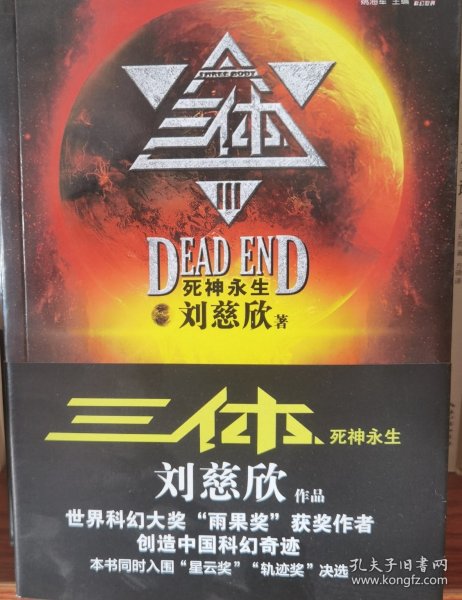 姚海军 主编
THREE BODY
三体
III
DEAD END
死神永生
刘慈欣著
三体 死神永生
刘慈欣 作品
世界科幻大奖“雨果奖”获奖作者
创造中国科幻奇迹
本书同时入围“星云奖”“轨迹奖”决选
孔夫子旧书网
www.kongfz.com